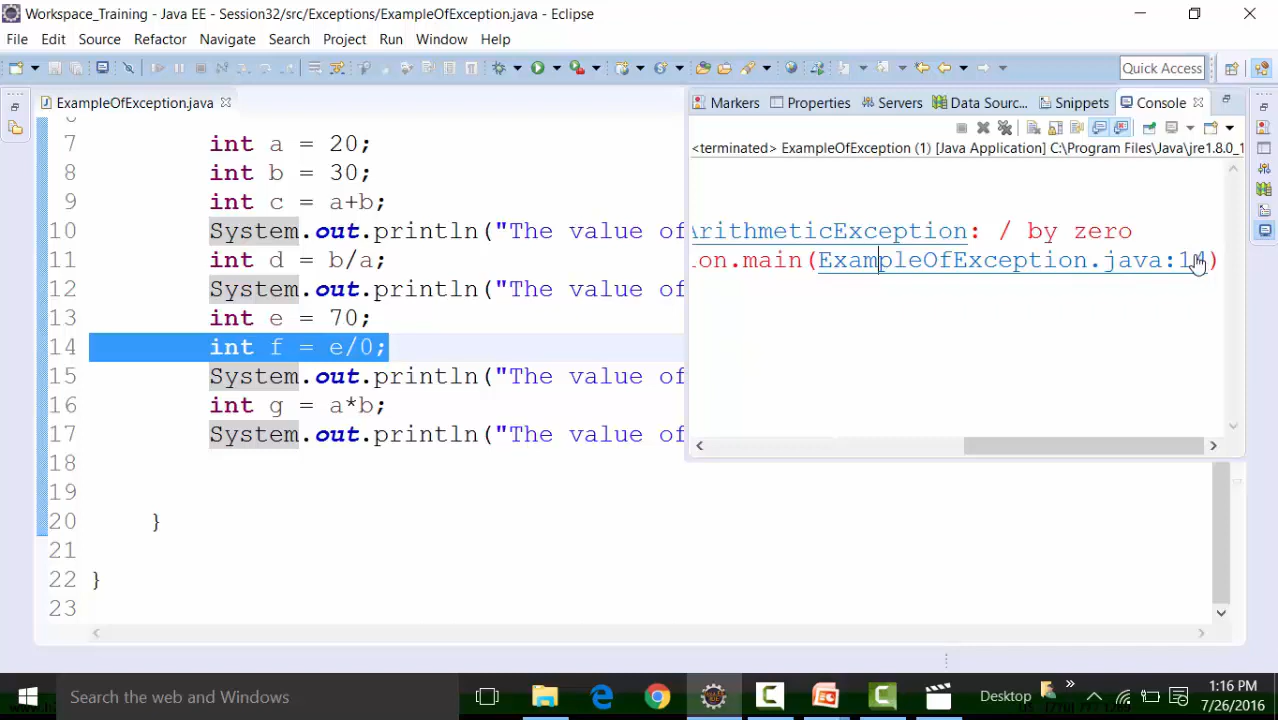 Workspace_Training - Java EE - Session32/src/Exceptions/ExampleOfException.java - Eclipse
File Edit Source Refactor Navigate Search Project Run Window Help
Quick Access
ExampleOfException.java
Markers Properties Servers Data Sourc... Snippets Console
<terminated> ExampleOfException (1) [Java Application] C:\Program Files\Java\jre1.8.0_1
7 int a = 20;
8 int b = 30;
9 int c = a+b;
10 System.out.println("The value of
11 int d = b/a;
12 System.out.println("The value of
13 int e = 70;
14 int f = e/0;
15 System.out.println("The value of
16 int g = a*b;
17 System.out.println("The value of
18
19
20 }
21
22 }
23
ArithmeticException: / by zero
ion.main(ExampleOfException.java:14)
Search the web and Windows
Desktop
1:16 PM
7/26/2016